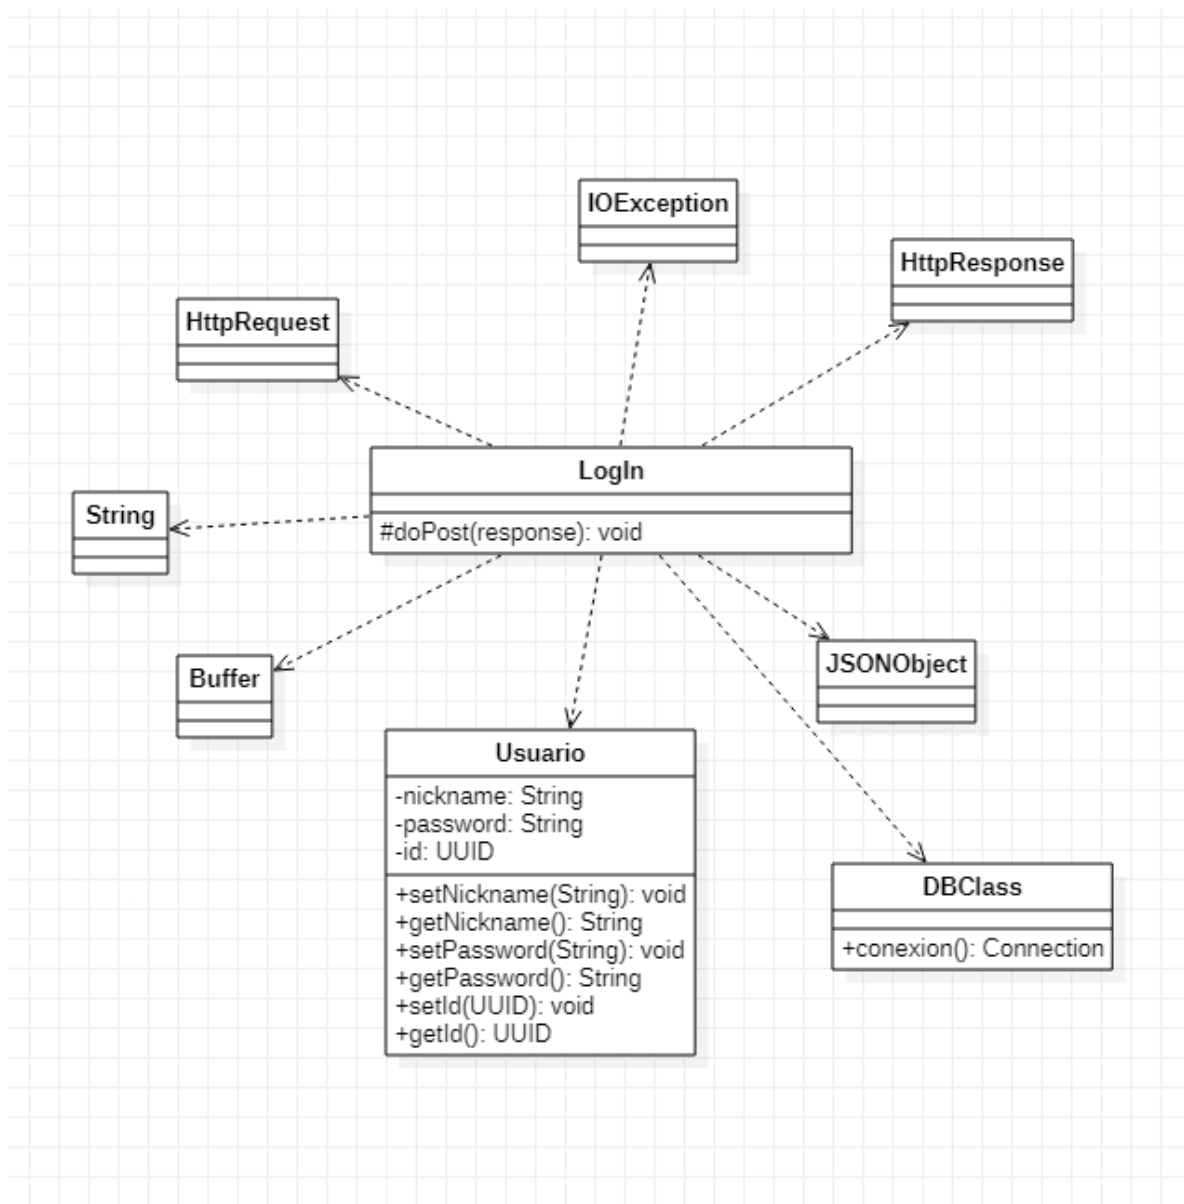 IOException
HttpResponse
HttpRequest
LogIn
#doPost(response): void
String
Buffer
JSONObject
Usuario
-nickname: String
-password: String
-id: UUID
+setNickname(String): void
+getNickname(): String
+setPassword(String): void
+getPassword(): String
+setId(UUID): void
+getId(): UUID
DBClass
+conexion(): Connection